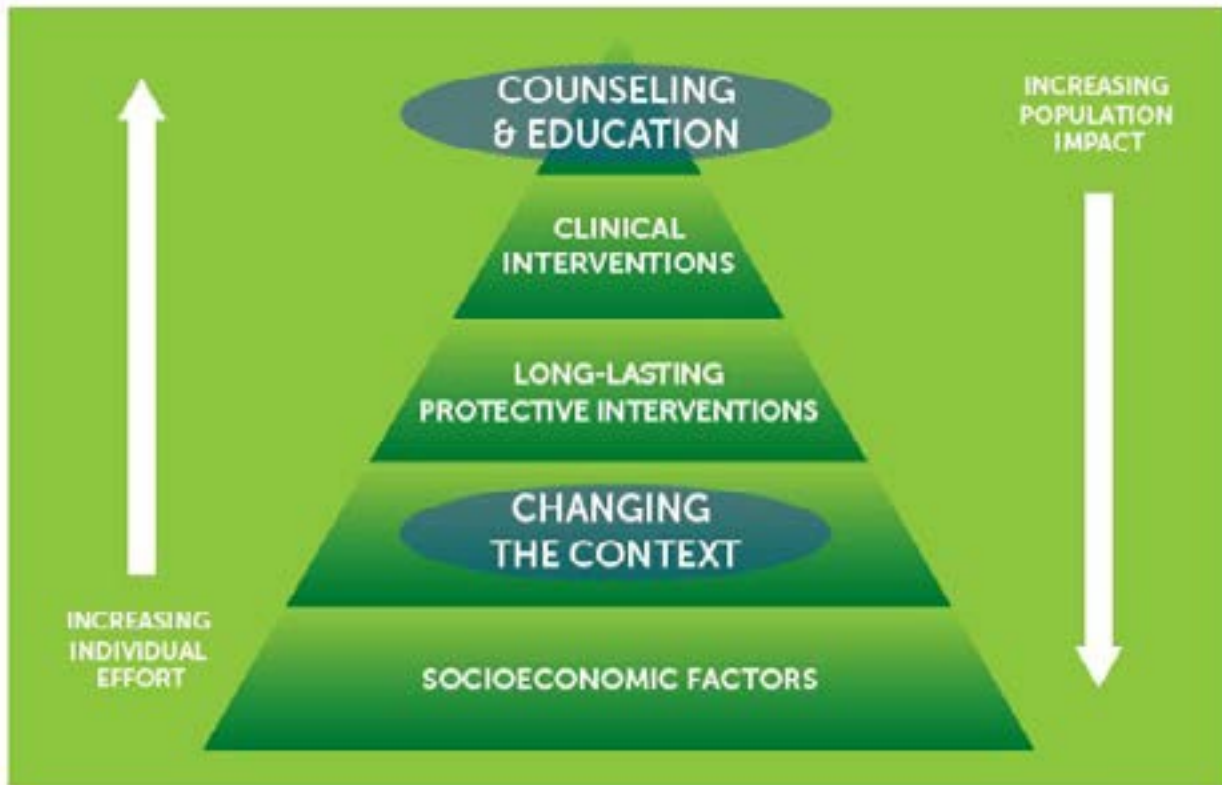 COUNSELING
& EDUCATION
INCREASING
POPULATION
IMPACT
CLINICAL
INTERVENTIONS
LONG-LASTING
PROTECTIVE INTERVENTIONS
CHANGING
THE CONTEXT
INCREASING
INDIVIDUAL
EFFORT
SOCIOECONOMIC FACTORS